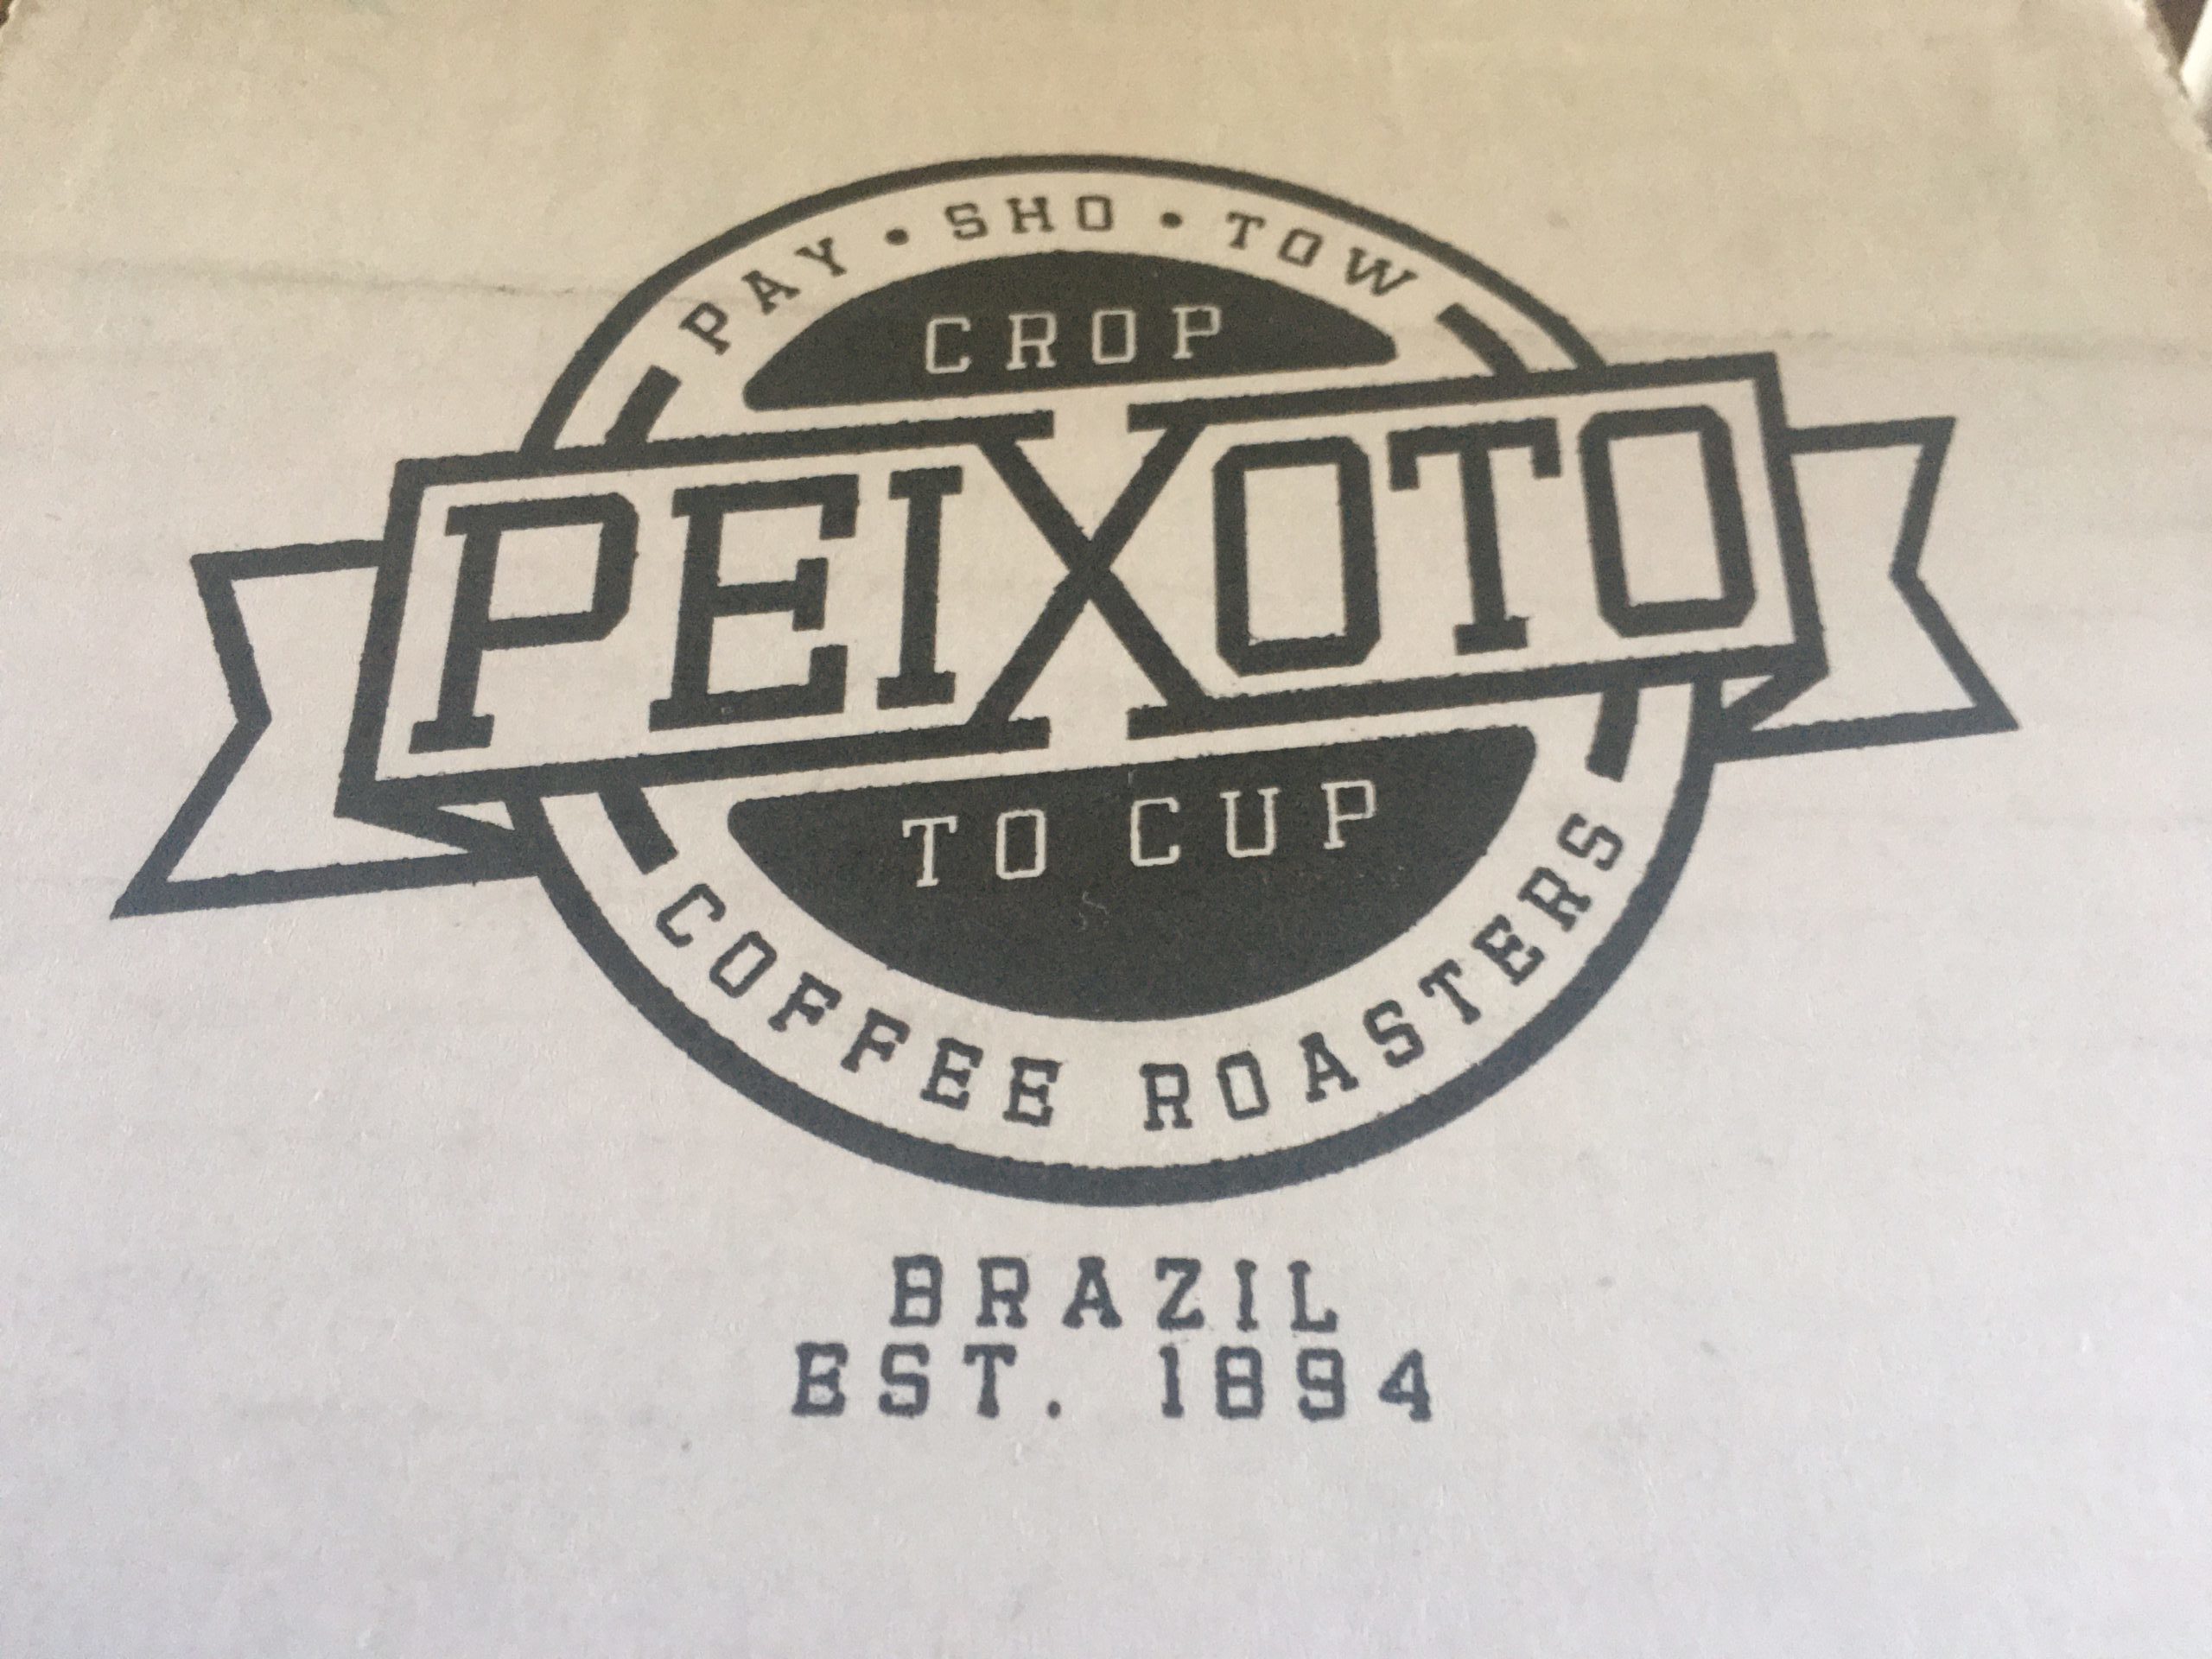 PAY • SHO • TOW
CROP
PEIXOTO
TO CUP
COFFEE ROASTERS
BRAZIL
EST. 1894